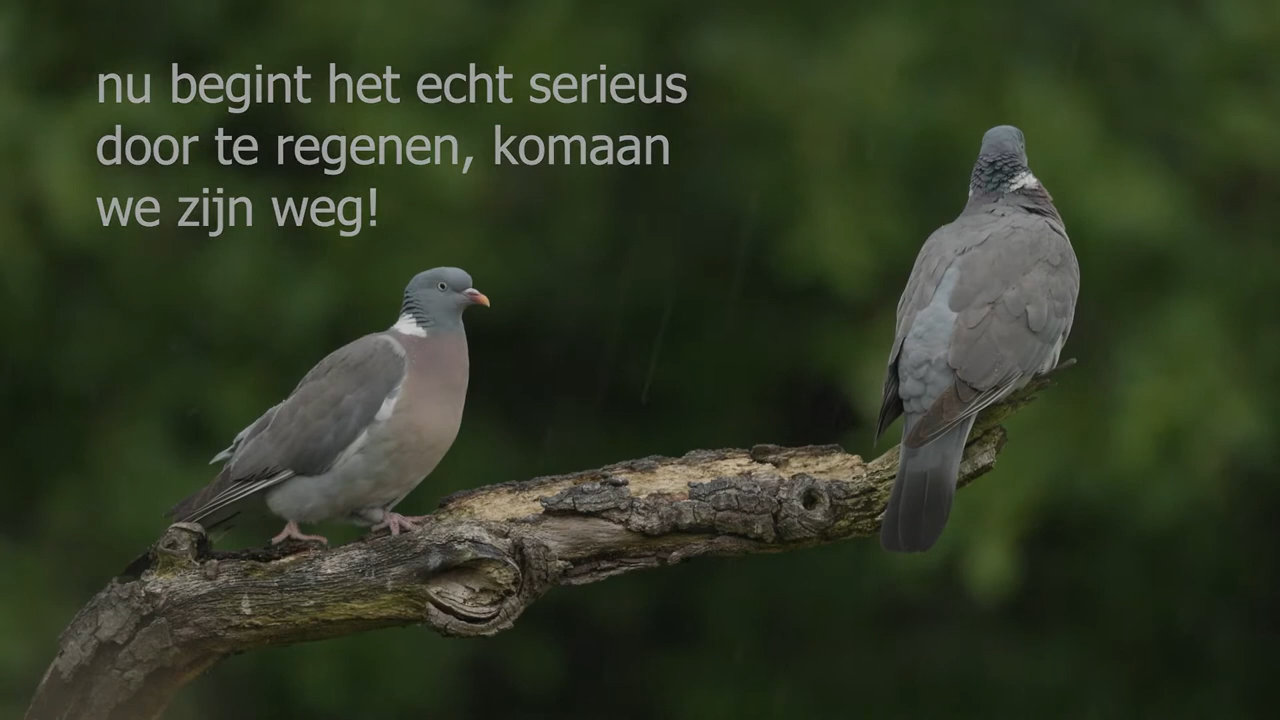 nu begint het echt serieus
door te regenen, komaan
we zijn weg!